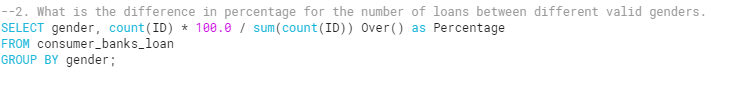 --2. What is the difference in percentage for the number of loans between different valid genders.
SELECT gender, count(ID) * 100.0 / sum(count(ID)) Over() as Percentage
FROM consumer_banks_loan
GROUP BY gender;